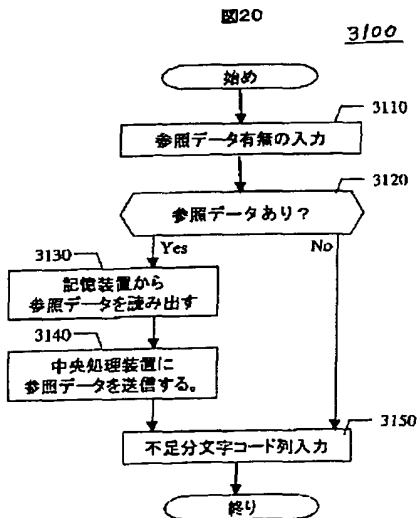 図20
3100
始め
3110
参照データ有無の入力
3120
参照データあり?
Yes
No
3130
記憶装置から
参照データを読み出す
3140
中央処理装置に
参照データを送信する。
3150
不足分文字コード列入力
終り